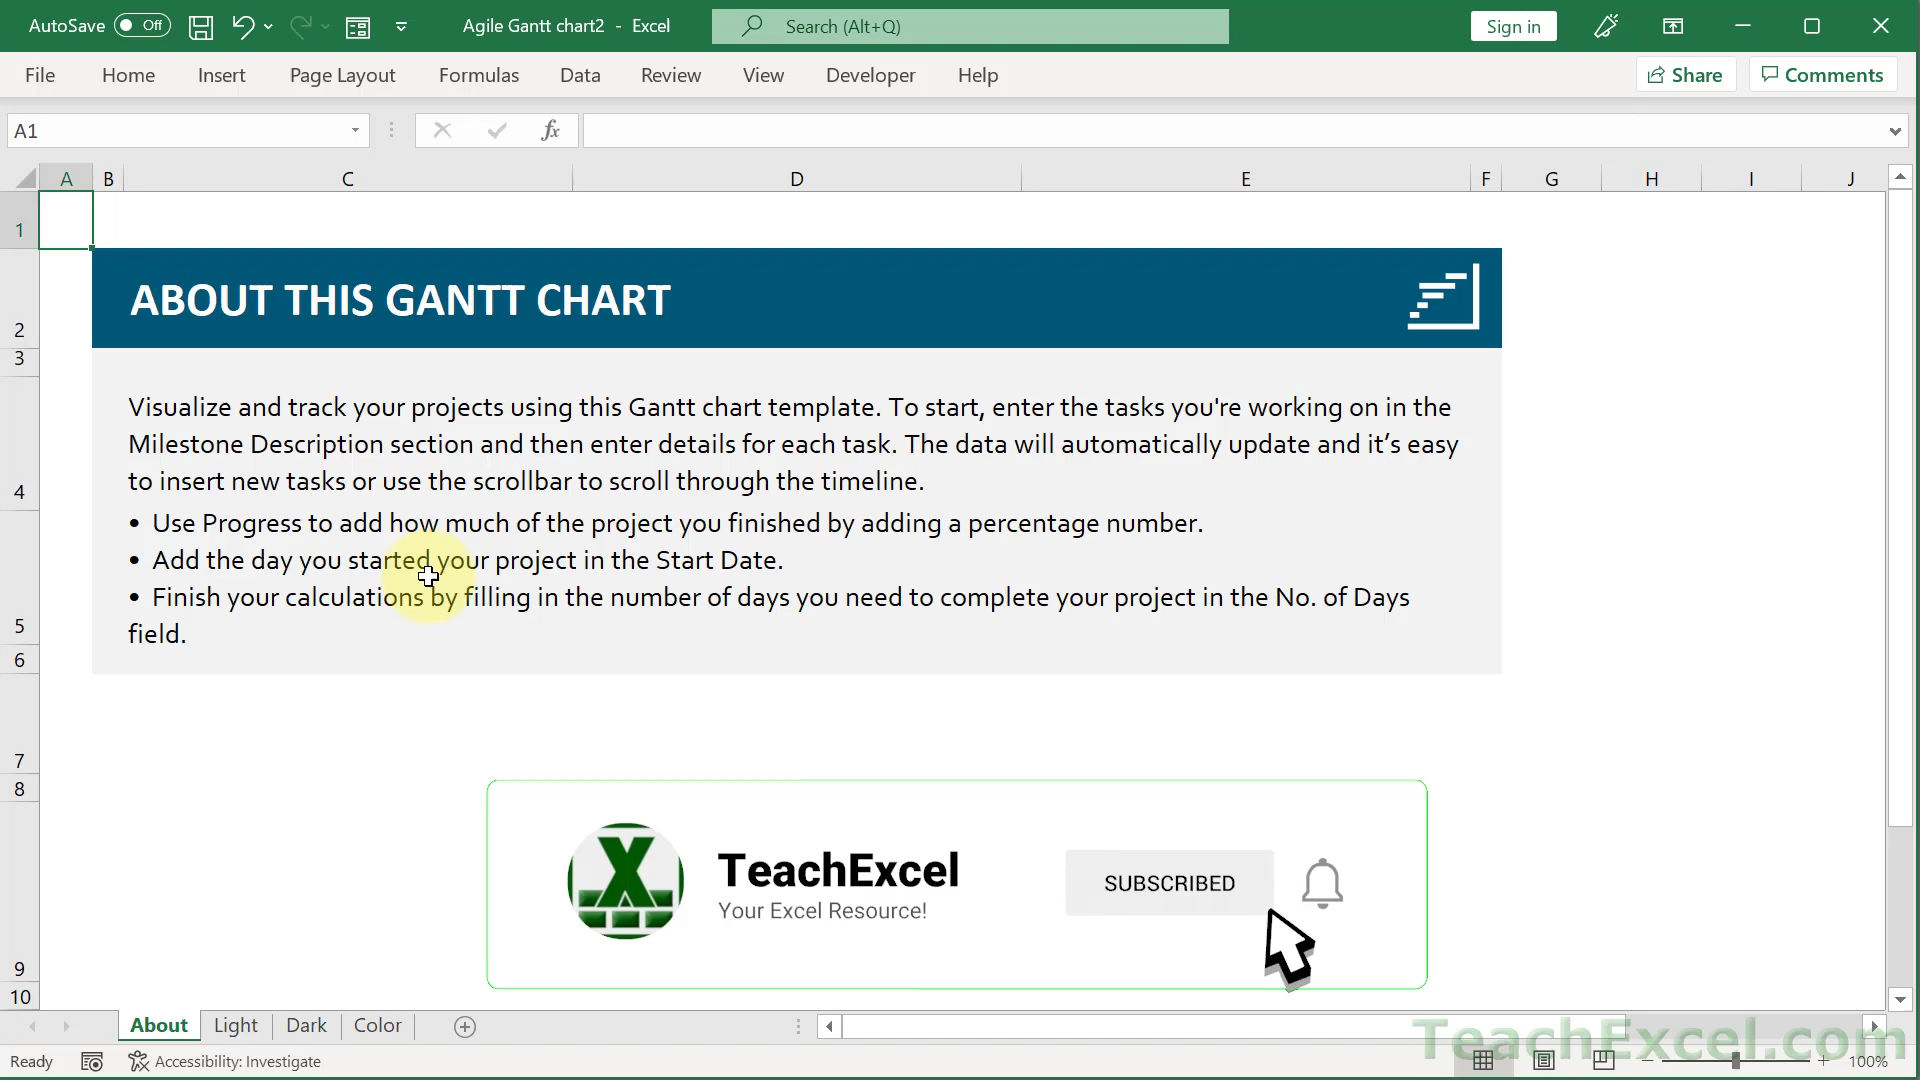 AutoSave Off Agile Gantt chart2 - Excel Search (Alt+Q) Sign in
File Home Insert Page Layout Formulas Data Review View Developer Help Share Comments
A1 fx
A B C D E F G H I J
1
ABOUT THIS GANTT CHART
2
3
Visualize and track your projects using this Gantt chart template. To start, enter the tasks you're working on in the
Milestone Description section and then enter details for each task. The data will automatically update and it’s easy
to insert new tasks or use the scrollbar to scroll through the timeline.
4
• Use Progress to add how much of the project you finished by adding a percentage number.
• Add the day you started your project in the Start Date.
• Finish your calculations by filling in the number of days you need to complete your project in the No. of Days
field.
5
6
7
8
TeachExcel
Your Excel Resource!
SUBSCRIBED
9
10
About Light Dark Color
TeachExcel.com
Ready Accessibility: Investigate 100%